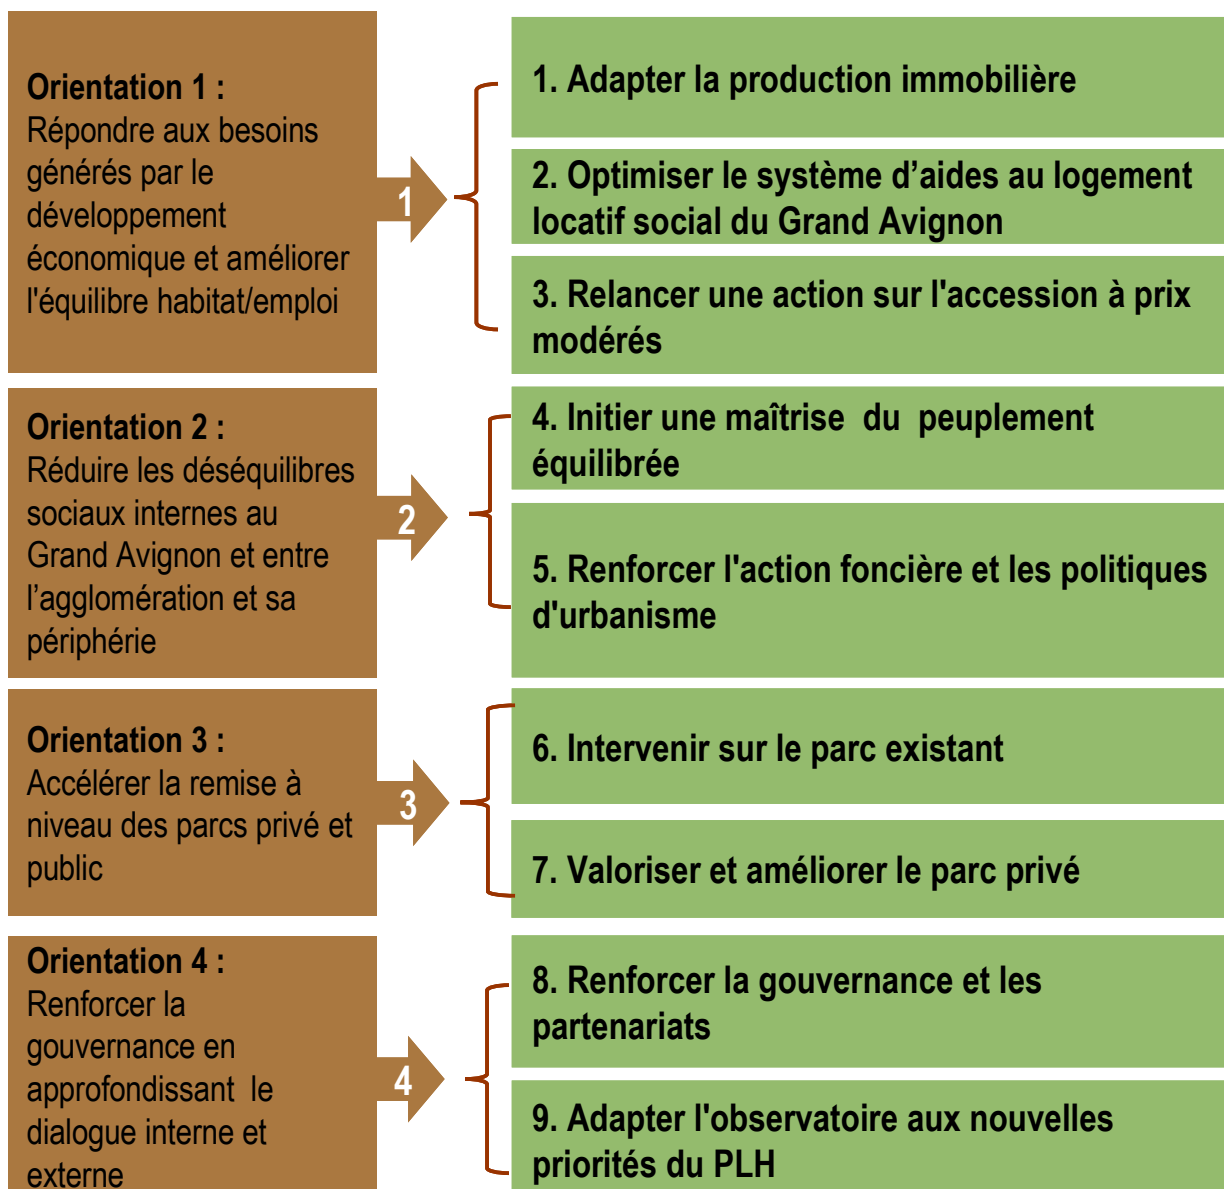 Orientation 1 :
Répondre aux besoins
générés par le
développement
économique et améliorer
l'équilibre habitat/emploi
1
1. Adapter la production immobilière
2. Optimiser le système d’aides au logement
locatif social du Grand Avignon
3. Relancer une action sur l'accession à prix
modérés
Orientation 2 :
Réduire les déséquilibres
sociaux internes au
Grand Avignon et entre
l’agglomération et sa
périphérie
2
4. Initier une maîtrise du peuplement
équilibrée
5. Renforcer l'action foncière et les politiques
d'urbanisme
Orientation 3 :
Accélérer la remise à
niveau des parcs privé et
public
3
6. Intervenir sur le parc existant
7. Valoriser et améliorer le parc privé
Orientation 4 :
Renforcer la
gouvernance en
approfondissant le
dialogue interne et
externe
4
8. Renforcer la gouvernance et les
partenariats
9. Adapter l'observatoire aux nouvelles
priorités du PLH